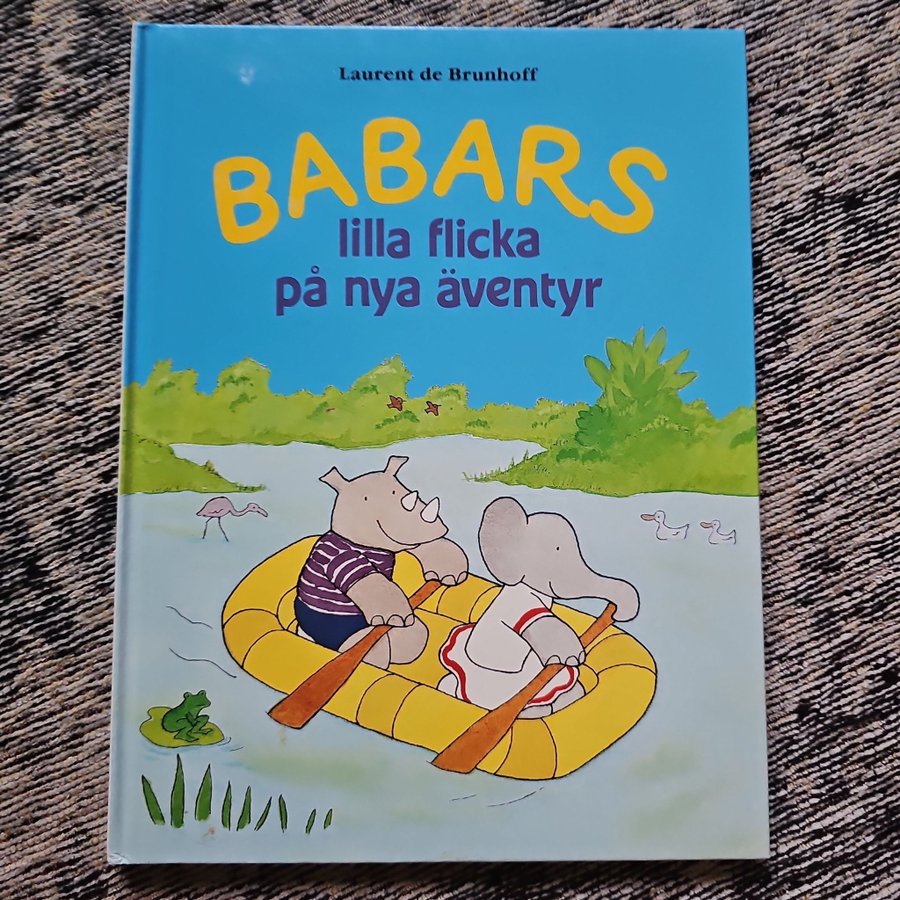 Laurent de Brunhoff
BABARS
lilla flicka
på nya äventyr